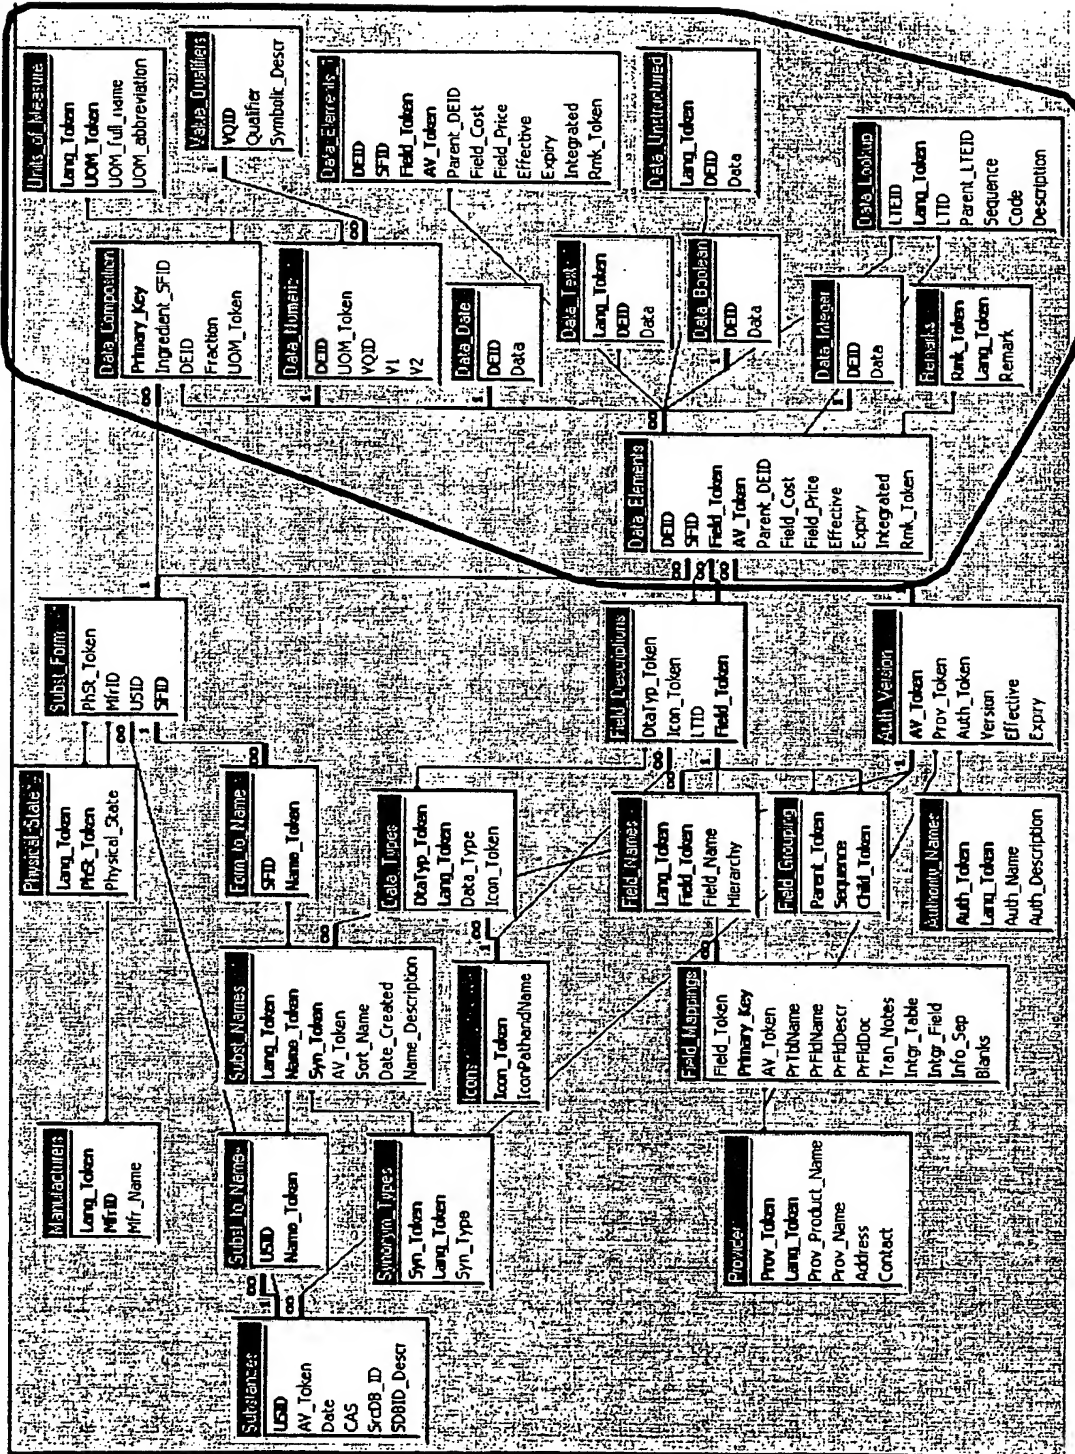 Substances
USID
AV_Token
Date
CAS
SrcDB_ID
SDBID_Descr
Manufacturers
Lang_Token
MfrID
Mfr_Name
Subst_to_Name
USID
Name_Token
Synonym_Types
Syn_Token
Lang_Token
Syn_Type
Provider
Prov_Token
Lang_Token
Prov_Product_Name
Prov_Name
Address
Contact
Subst_Names
Lang_Token
Name_Token
Syn_Token
AV_Token
Sort_Name
Date_Created
Name_Description
Icons
Icon_Token
IconPathandName
Field_Mappings
Field_Token
Primary_Key
AV_Token
PrTblName
PrFldName
PrFldDescr
PrFldDoc
Tran_Notes
Intgr_Table
Intgr_Field
Info_Sep
Blanks
Physical_State
Lang_Token
PhSt_Token
Physical_State
Form_to_Name
SFID
Name_Token
Data_Types
DtaTyp_Token
Lang_Token
Data_Type
Icon_Token
Field_Names
Lang_Token
Field_Token
Field_Name
Hierarchy
Field_Grouping
Parent_Token
Sequence
Child_Token
Authority_Names
Auth_Token
Lang_Token
Auth_Name
Auth_Description
Subst_Form
PhSt_Token
MfrID
USID
SFID
Field_Descriptions
DtaTyp_Token
Icon_Token
LTID
Field_Token
Auth_Version
AV_Token
Prov_Token
Auth_Token
Version
Effective
Expiry
Data_Elements
DEID
SFID
Field_Token
AV_Token
Parent_DEID
Field_Cost
Field_Price
Effective
Expiry
Integrated
Rmk_Token
Data_Composition
Primary_Key
Ingredient_SFID
DEID
Fraction
UOM_Token
Data_Numeric
DEID
UOM_Token
VQID
V1
V2
Data_Date
DEID
Data
Data_Text
Lang_Token
DEID
Data
Data_Boolean
DEID
Data
Data_Integer
DEID
Data
Remarks
Rmk_Token
Lang_Token
Remark
Units_of_Measure
Lang_Token
UOM_Token
UOM_full_name
UOM_abbreviation
Value_Qualifiers
VQID
Qualifier
Symbolic_Descr
Data_Elements_1
DEID
SFID
Field_Token
AV_Token
Parent_DEID
Field_Cost
Field_Price
Effective
Expiry
Integrated
Rmk_Token
Data_Unstructured
Lang_Token
DEID
Data
Data_Lookup
LTEID
Lang_Token
LTID
Parent_LTEID
Sequence
Code
Description